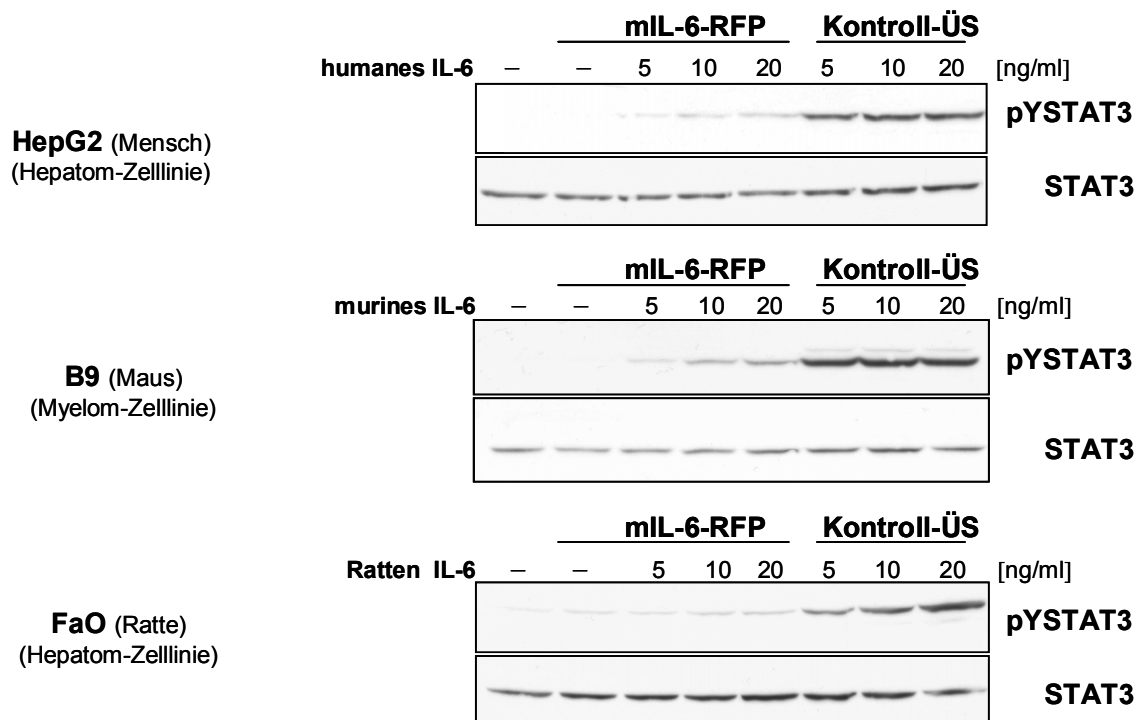 mIL-6-RFP Kontroll-ÜS
humanes IL-6 – – 5 10 20 5 10 20 [ng/ml]
pYSTAT3
HepG2 (Mensch)
(Hepatom-Zelllinie)
STAT3
mIL-6-RFP Kontroll-ÜS
murines IL-6 – – 5 10 20 5 10 20 [ng/ml]
pYSTAT3
B9 (Maus)
(Myelom-Zelllinie)
STAT3
mIL-6-RFP Kontroll-ÜS
Ratten IL-6 – – 5 10 20 5 10 20 [ng/ml]
pYSTAT3
FaO (Ratte)
(Hepatom-Zelllinie)
STAT3